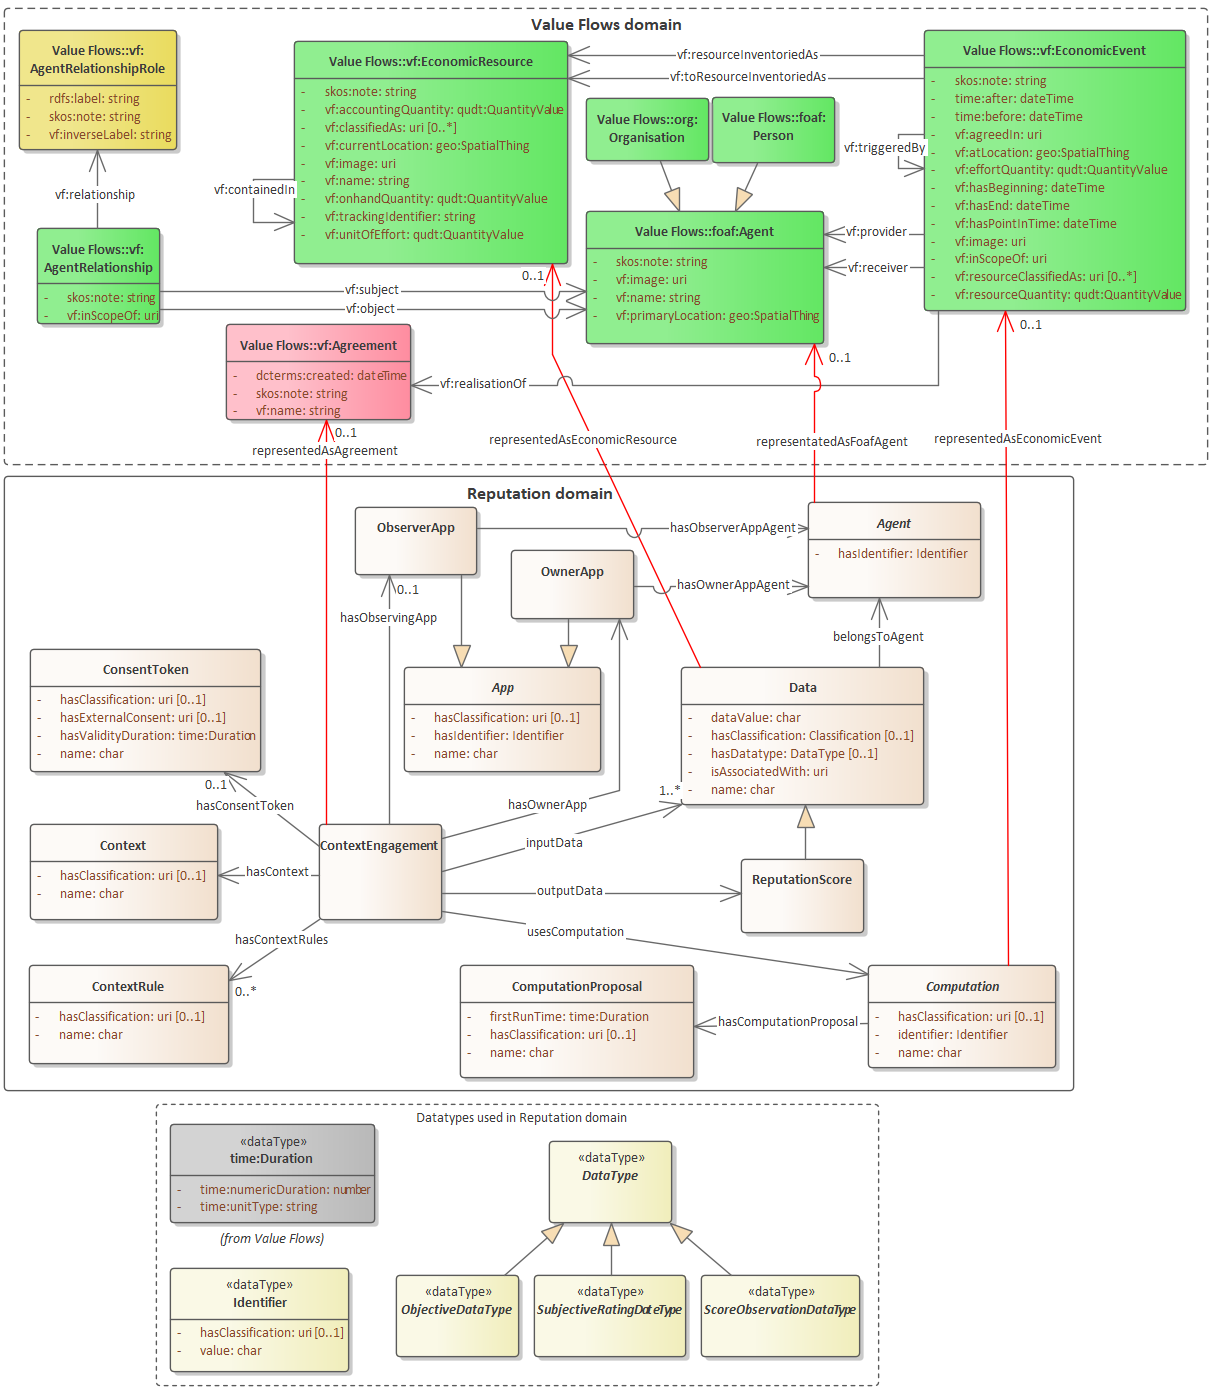 Value Flows domain
Value Flows::vf:
AgentRelationshipRole
- rdfs:label: string
- skos:note: string
- vf:inverseLabel: string
vf:relationship
Value Flows::vf:
AgentRelationship
- skos:note: string
- vf:inScopeOf: uri
Value Flows::vf:EconomicResource
- skos:note: string
- vf:accountingQuantity: qudt:QuantityValue
- vf:classifiedAs: uri [0..*]
- vf:currentLocation: geo:SpatialThing
- vf:image: uri
- vf:name: string
- vf:onhandQuantity: qudt:QuantityValue
- vf:trackingIdentifier: string
- vf:unitOfEffort: qudt:QuantityValue
vf:containedIn
vf:resourceInventoriedAs
vf:toResourceInventoriedAs
Value Flows::org:
Organisation
Value Flows::foaf:
Person
Value Flows::foaf:Agent
- skos:note: string
- vf:image: uri
- vf:name: string
- vf:primaryLocation: geo:SpatialThing
Value Flows::vf:EconomicEvent
- skos:note: string
- time:after: dateTime
- time:before: dateTime
- vf:agreedIn: uri
- vf:atLocation: geo:SpatialThing
- vf:effortQuantity: qudt:QuantityValue
- vf:hasBeginning: dateTime
- vf:hasEnd: dateTime
- vf:hasPointInTime: dateTime
- vf:image: uri
- vf:inScopeOf: uri
- vf:resourceClassifiedAs: uri [0..*]
- vf:resourceQuantity: qudt:QuantityValue
vf:triggeredBy
vf:provider
vf:receiver
vf:subject
vf:object
0..1
0..1
0..1
Value Flows::vf:Agreement
- dcterms:created: dateTime
- skos:note: string
- vf:name: string
vf:realisationOf
0..1
representedAsAgreement
representedAsEconomicResource
representatedAsFoafAgent
representedAsEconomicEvent
Reputation domain
ObserverApp
OwnerApp
hasObserverAppAgent
hasOwnerAppAgent
Agent
- hasIdentifier: Identifier
0..1
hasObservingApp
belongsToAgent
ConsentToken
- hasClassification: uri [0..1]
- hasExternalConsent: uri [0..1]
- hasValidityDuration: time:Duration
- name: char
App
- hasClassification: uri [0..1]
- hasIdentifier: Identifier
- name: char
Data
- dataValue: char
- hasClassification: Classification [0..1]
- hasDatatype: DataType [0..1]
- isAssociatedWith: uri
- name: char
0..1
hasConsentToken
hasOwnerApp
1..*
Context
- hasClassification: uri [0..1]
- name: char
hasContext
ContextEngagement
inputData
outputData
ReputationScore
usesComputation
hasContextRules
0..*
ContextRule
- hasClassification: uri [0..1]
- name: char
ComputationProposal
- firstRunTime: time:Duration
- hasClassification: uri [0..1]
- name: char
hasComputationProposal
Computation
- hasClassification: uri [0..1]
- identifier: Identifier
- name: char
Datatypes used in Reputation domain
«dataType»
time:Duration
- time:numericDuration: number
- time:unitType: string
(from Value Flows)
«dataType»
Identifier
- hasClassification: uri [0..1]
- value: char
«dataType»
DataType
«dataType»
ObjectiveDataType
«dataType»
SubjectiveRatingDateType
«dataType»
ScoreObservationDataType